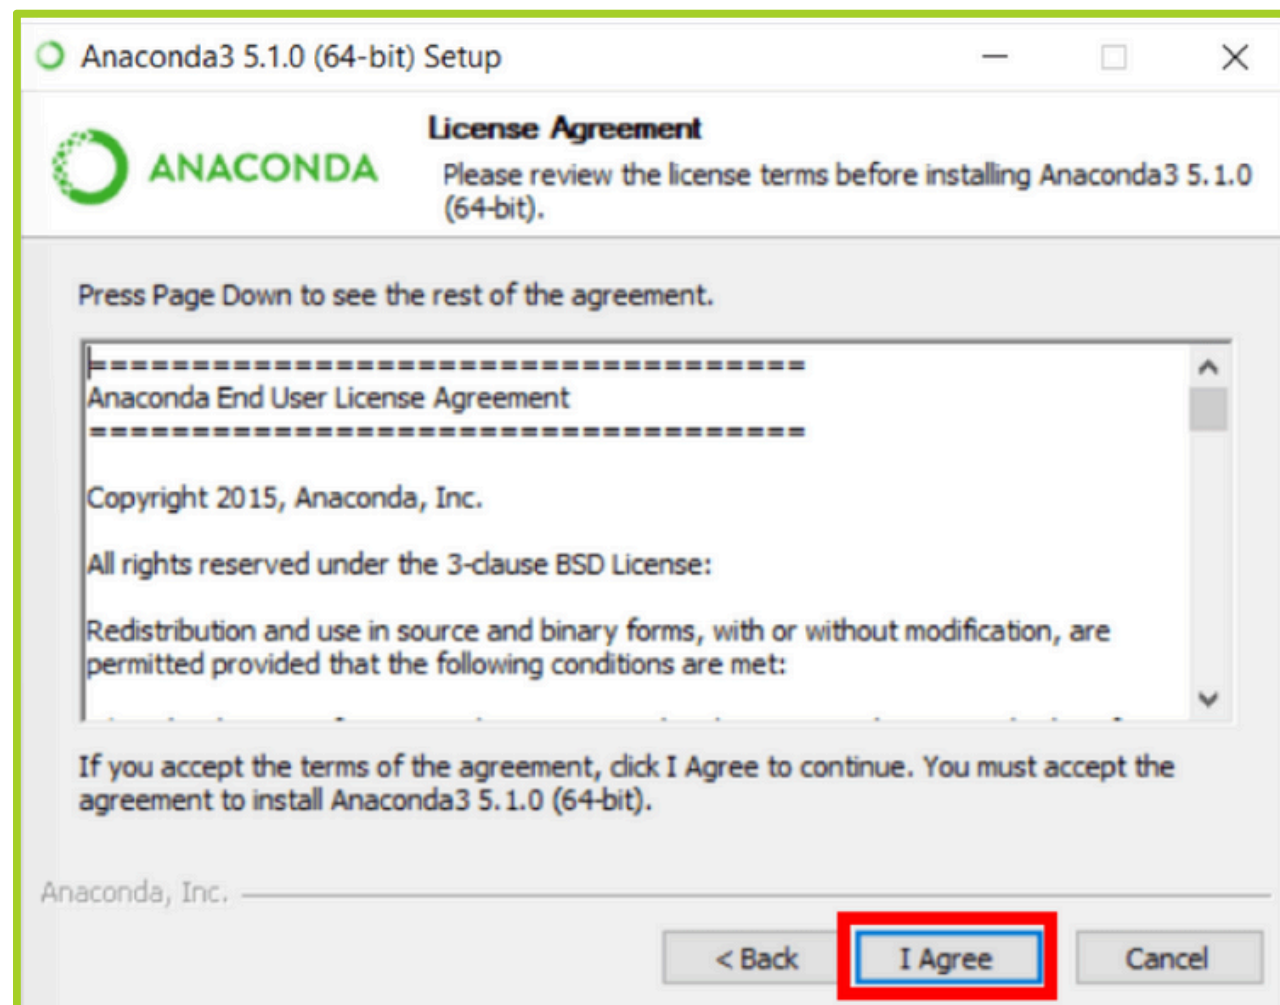 Anaconda3 5.1.0 (64-bit) Setup
ANACONDA
License Agreement
Please review the license terms before installing Anaconda3 5.1.0
(64-bit).
Press Page Down to see the rest of the agreement.
===================================
Anaconda End User License Agreement
===================================
Copyright 2015, Anaconda, Inc.
All rights reserved under the 3-clause BSD License:
Redistribution and use in source and binary forms, with or without modification, are
permitted provided that the following conditions are met:
If you accept the terms of the agreement, click I Agree to continue. You must accept the
agreement to install Anaconda3 5.1.0 (64-bit).
Anaconda, Inc.
< Back
I Agree
Cancel